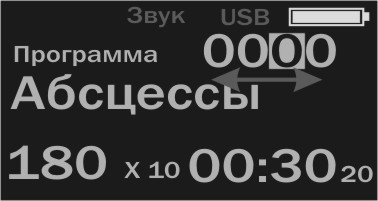 Звук USB
Программа 0000
Абсцессы
180 X 10 00:30 20